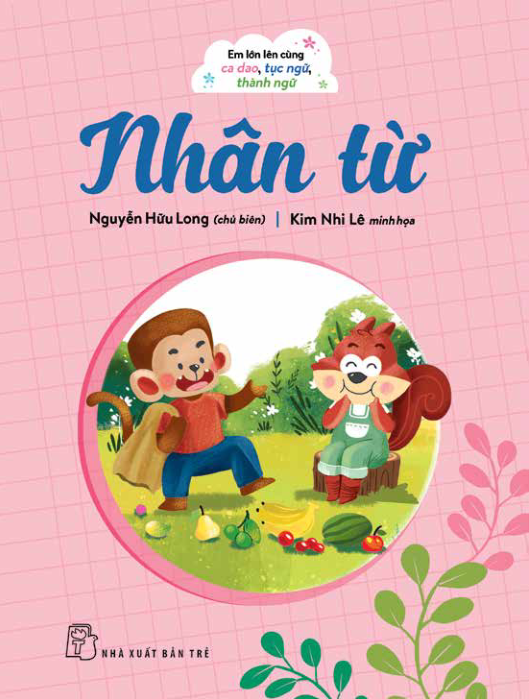 Em lớn lên cùng
ca dao, tục ngữ,
thành ngữ
Nhân từ
Nguyễn Hữu Long (chủ biên) | Kim Nhi Lê minh họa
NHÀ XUẤT BẢN TRẺ